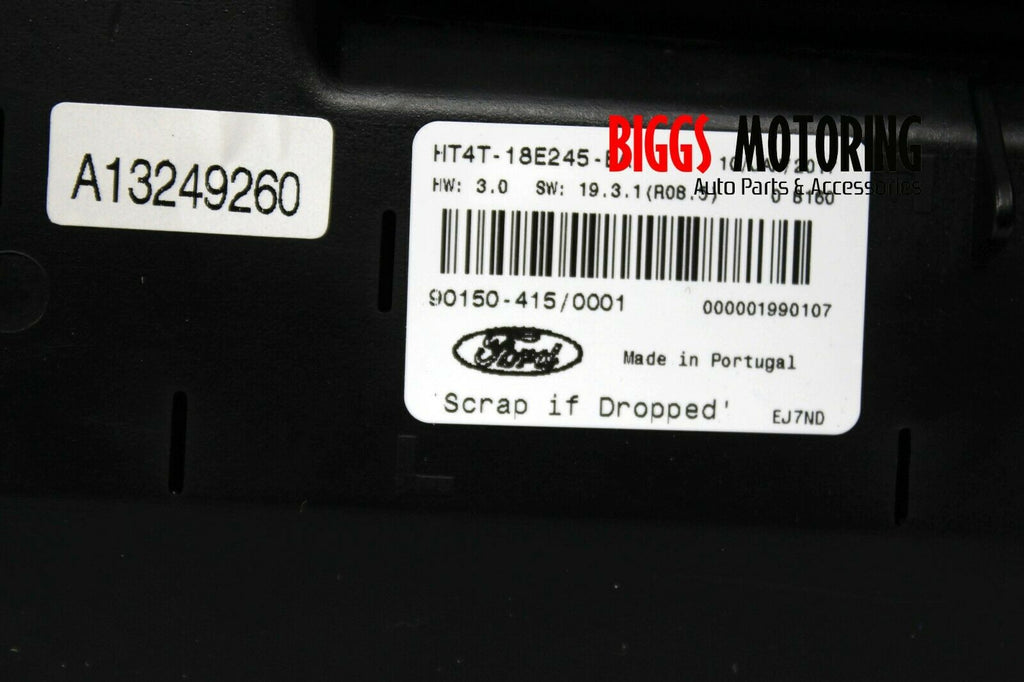 A13249260
HT4T-18E245-
BIGGS MOTORING
Auto Parts & Accessories
HW: 3.0 SW: 19.3.1(R08.
90150-415/0001 000001990107
Ford Made in Portugal
'Scrap if Dropped' EJ7ND